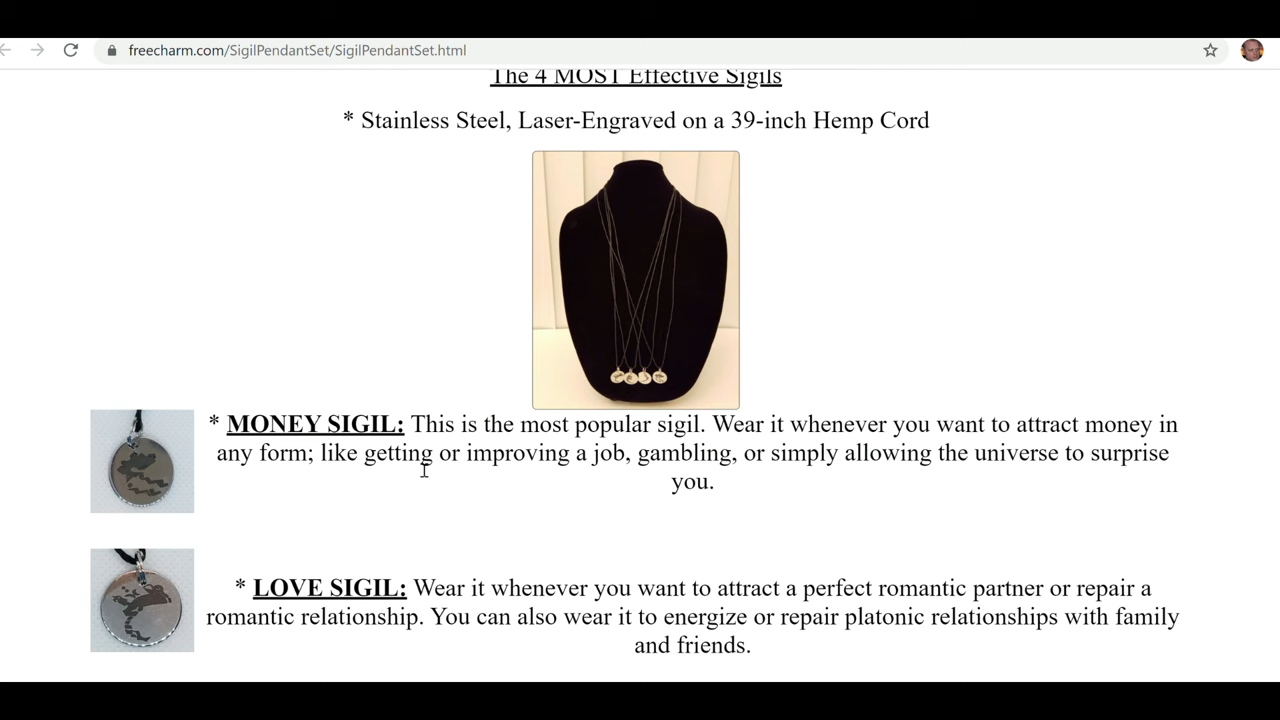 freecharm.com/SigilPendantSet/SigilPendantSet.html
The 4 MOST Effective Sigils
* Stainless Steel, Laser-Engraved on a 39-inch Hemp Cord
* MONEY SIGIL: This is the most popular sigil. Wear it whenever you want to attract money in
any form; like getting or improving a job, gambling, or simply allowing the universe to surprise
you.
* LOVE SIGIL: Wear it whenever you want to attract a perfect romantic partner or repair a
romantic relationship. You can also wear it to energize or repair platonic relationships with family
and friends.